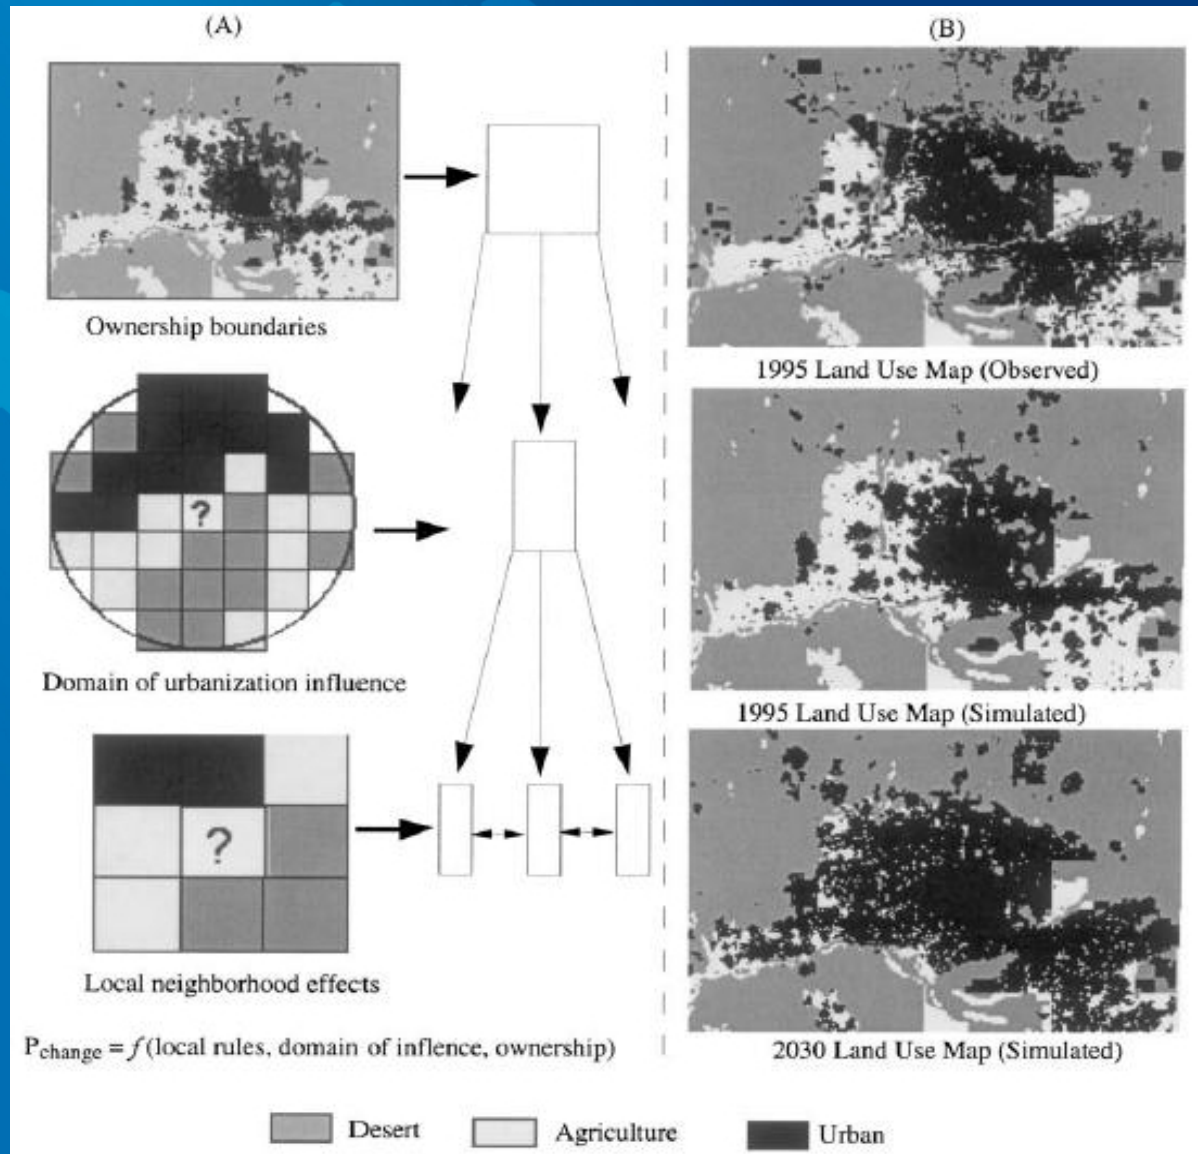 (A)
Ownership boundaries
?
Domain of urbanization influence
?
Local neighborhood effects
P_change = f(local rules, domain of inflence, ownership)
(B)
1995 Land Use Map (Observed)
1995 Land Use Map (Simulated)
2030 Land Use Map (Simulated)
Desert
Agriculture
Urban